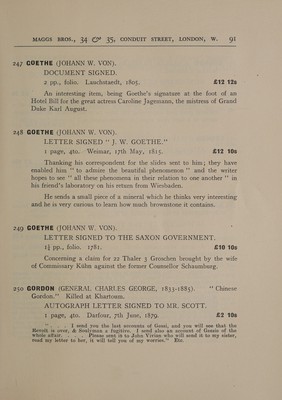 MAGGS BROS., 34 & 35, CONDUIT STREET, LONDON, W. 91
247 GOETHE (JOHANN W. VON).
DOCUMENT SIGNED.
2 pp., folio. Lauchstaedt, 1805. £12 12s
An interesting item, being Goethe's signature at the foot of an
Hotel Bill for the great actress Caroline Jagemann, the mistress of Grand
Duke Karl August.
248 GOETHE (JOHANN W. VON).
LETTER SIGNED " J. W. GOETHE."
1 page, 4to. Weimar, 17th May, 1815. £12 10s
Thanking his correspondent for the slides sent to him; they have
enabled him " to admire the beautiful phenomenon " and the writer
hopes to see " all these phenomena in their relation to one another " in
his friend's laboratory on his return from Wiesbaden.
He sends a small piece of a mineral which he thinks very interesting
and he is very curious to learn how much brownstone it contains.
249 GOETHE (JOHANN W. VON).
LETTER SIGNED TO THE SAXON GOVERNMENT.
1½ pp., folio. 1781. £10 10s
Concerning a claim for 22 Thaler 3 Groschen brought by the wife
of Commissary Kühn against the former Counsellor Schaumburg.
250 GORDON (GENERAL CHARLES GEORGE, 1833-1885). " Chinese
Gordon." Killed at Khartoum.
AUTOGRAPH LETTER SIGNED TO MR. SCOTT.
1 page, 4to. Darfour, 7th June, 1879. £2 10s
" . . . I send you the last accounts of Gessi, and you will see that the
Revolt is over, & Souleyman a fugitive. I send also an account of Gessis of the
whole affair. . . . Please sent in to John Vivian who will send it to my sister,
read my letter to her, it will tell you of my worries." Etc.